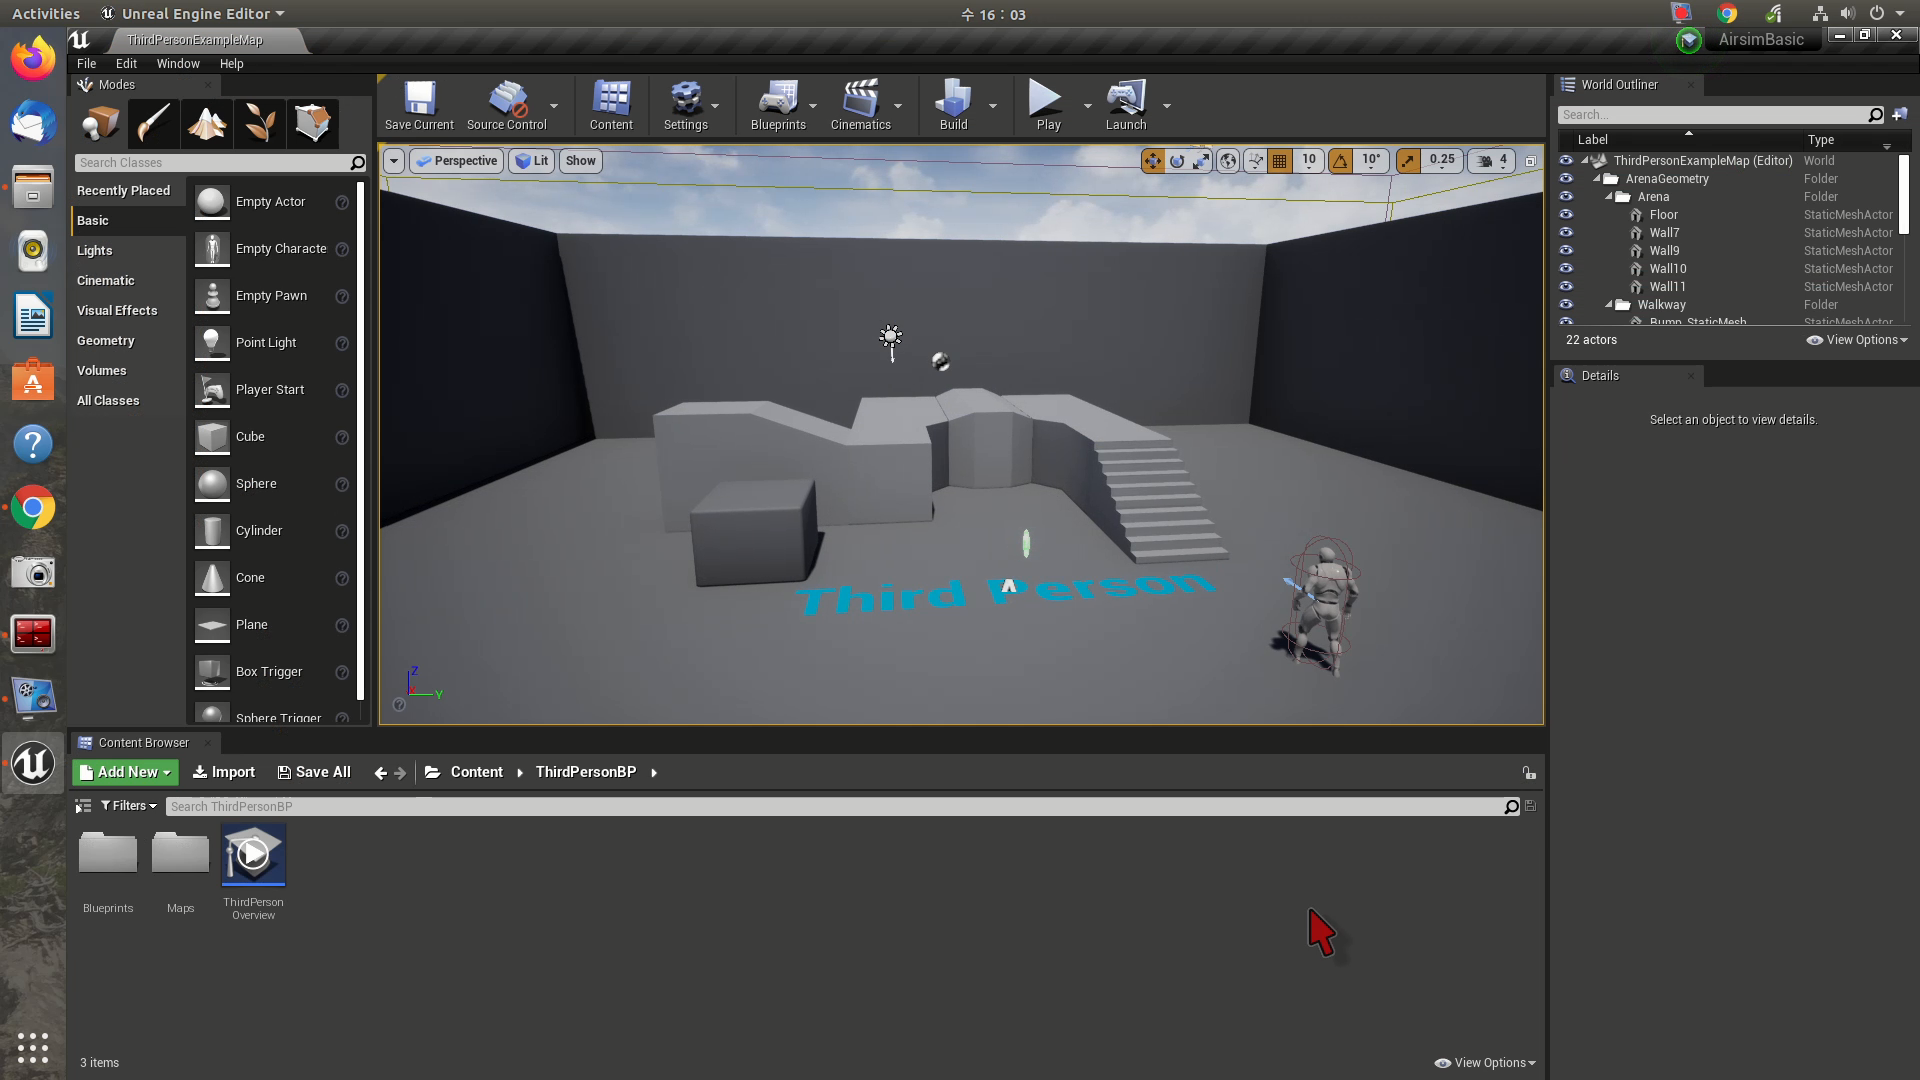 Activities
Unreal Engine Editor
수 16 : 03
ThirdPersonExampleMap
AirsimBasic
File Edit Window Help
Modes
Search Classes
Recently Placed
Basic
Lights
Cinematic
Visual Effects
Geometry
Volumes
All Classes
Empty Actor
Empty Characte
Empty Pawn
Point Light
Player Start
Cube
Sphere
Cylinder
Cone
Plane
Box Trigger
Sphere Trigger
Save Current
Source Control
Content
Settings
Blueprints
Cinematics
Build
Play
Launch
Perspective
Lit
Show
10
10°
0.25
4
Third Person
Z
X
Y
World Outliner
Search...
Label Type
ThirdPersonExampleMap (Editor) World
ArenaGeometry Folder
Arena Folder
Floor StaticMeshActor
Wall7 StaticMeshActor
Wall9 StaticMeshActor
Wall10 StaticMeshActor
Wall11 StaticMeshActor
Walkway Folder
Bump_StaticMesh StaticMeshActor
22 actors
View Options
Details
Select an object to view details.
Content Browser
Add New
Import
Save All
Content
ThirdPersonBP
Filters
Search ThirdPersonBP
Blueprints
Maps
ThirdPerson
Overview
3 items
View Options